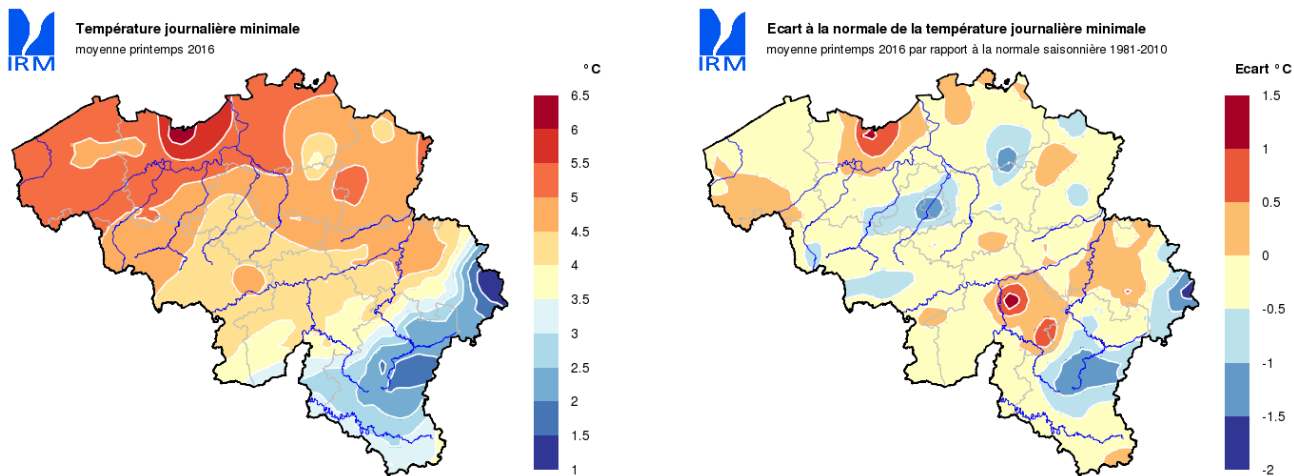 IRM
Température journalière minimale
moyenne printemps 2016
°C
6.5
6
5.5
5
4.5
4
3.5
3
2.5
2
1.5
1
IRM
Ecart à la normale de la température journalière minimale
moyenne printemps 2016 par rapport à la normale saisonnière 1981-2010
Ecart °C
1.5
1
0.5
0
-0.5
-1
-1.5
-2